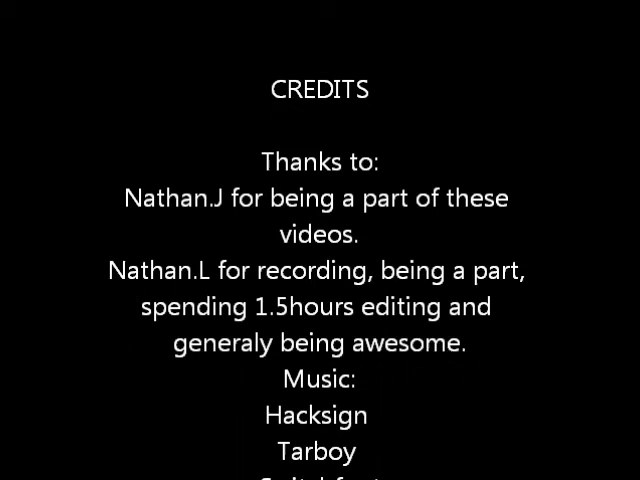 CREDITS
Thanks to:
Nathan.J for being a part of these
videos.
Nathan.L for recording, being a part,
spending 1.5hours editing and
generaly being awesome.
Music:
Hacksign
Tarboy